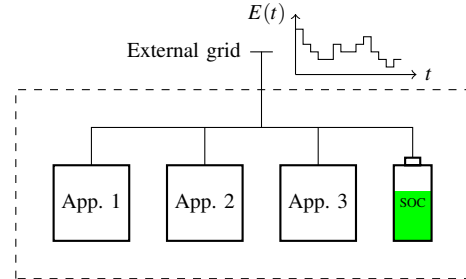 E(t)
External grid
t
App. 1 App. 2 App. 3 SOC